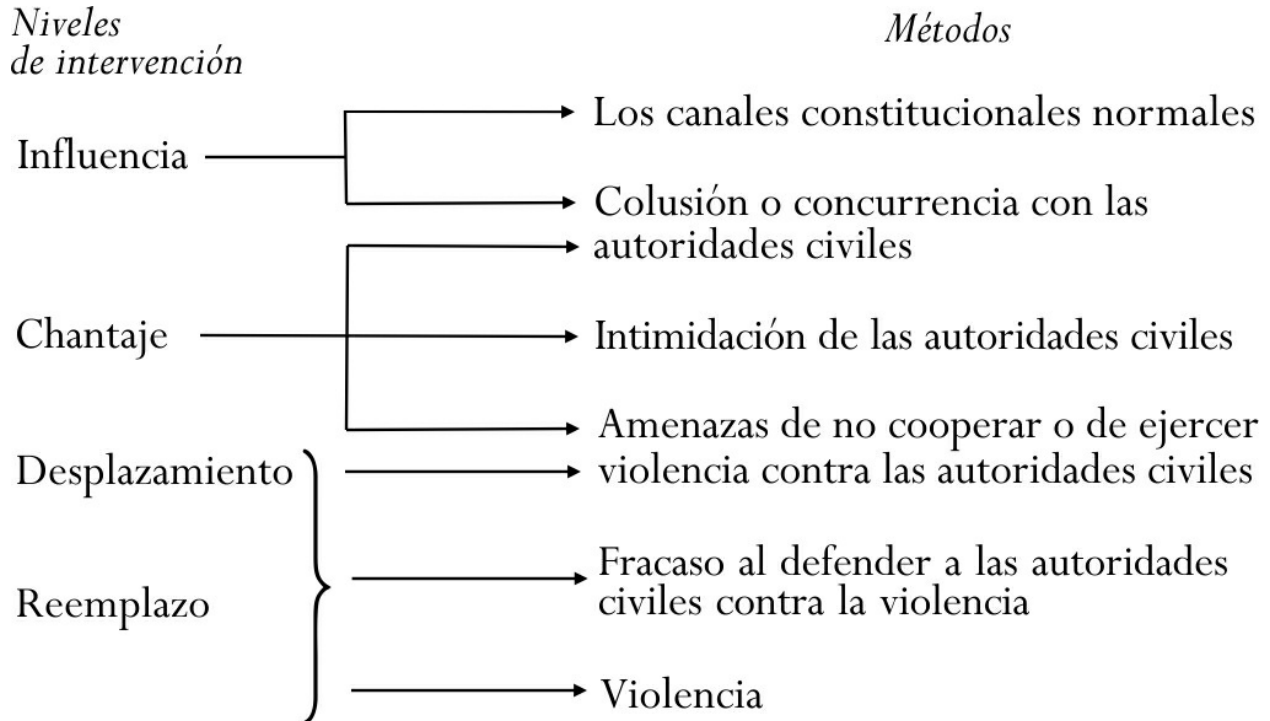 Niveles
de intervención
Métodos
Influencia
Los canales constitucionales normales
Colusión o concurrencia con las
autoridades civiles
Chantaje
Intimidación de las autoridades civiles
Amenazas de no cooperar o de ejercer
violencia contra las autoridades civiles
Desplazamiento
Reemplazo
Fracaso al defender a las autoridades
civiles contra la violencia
Violencia